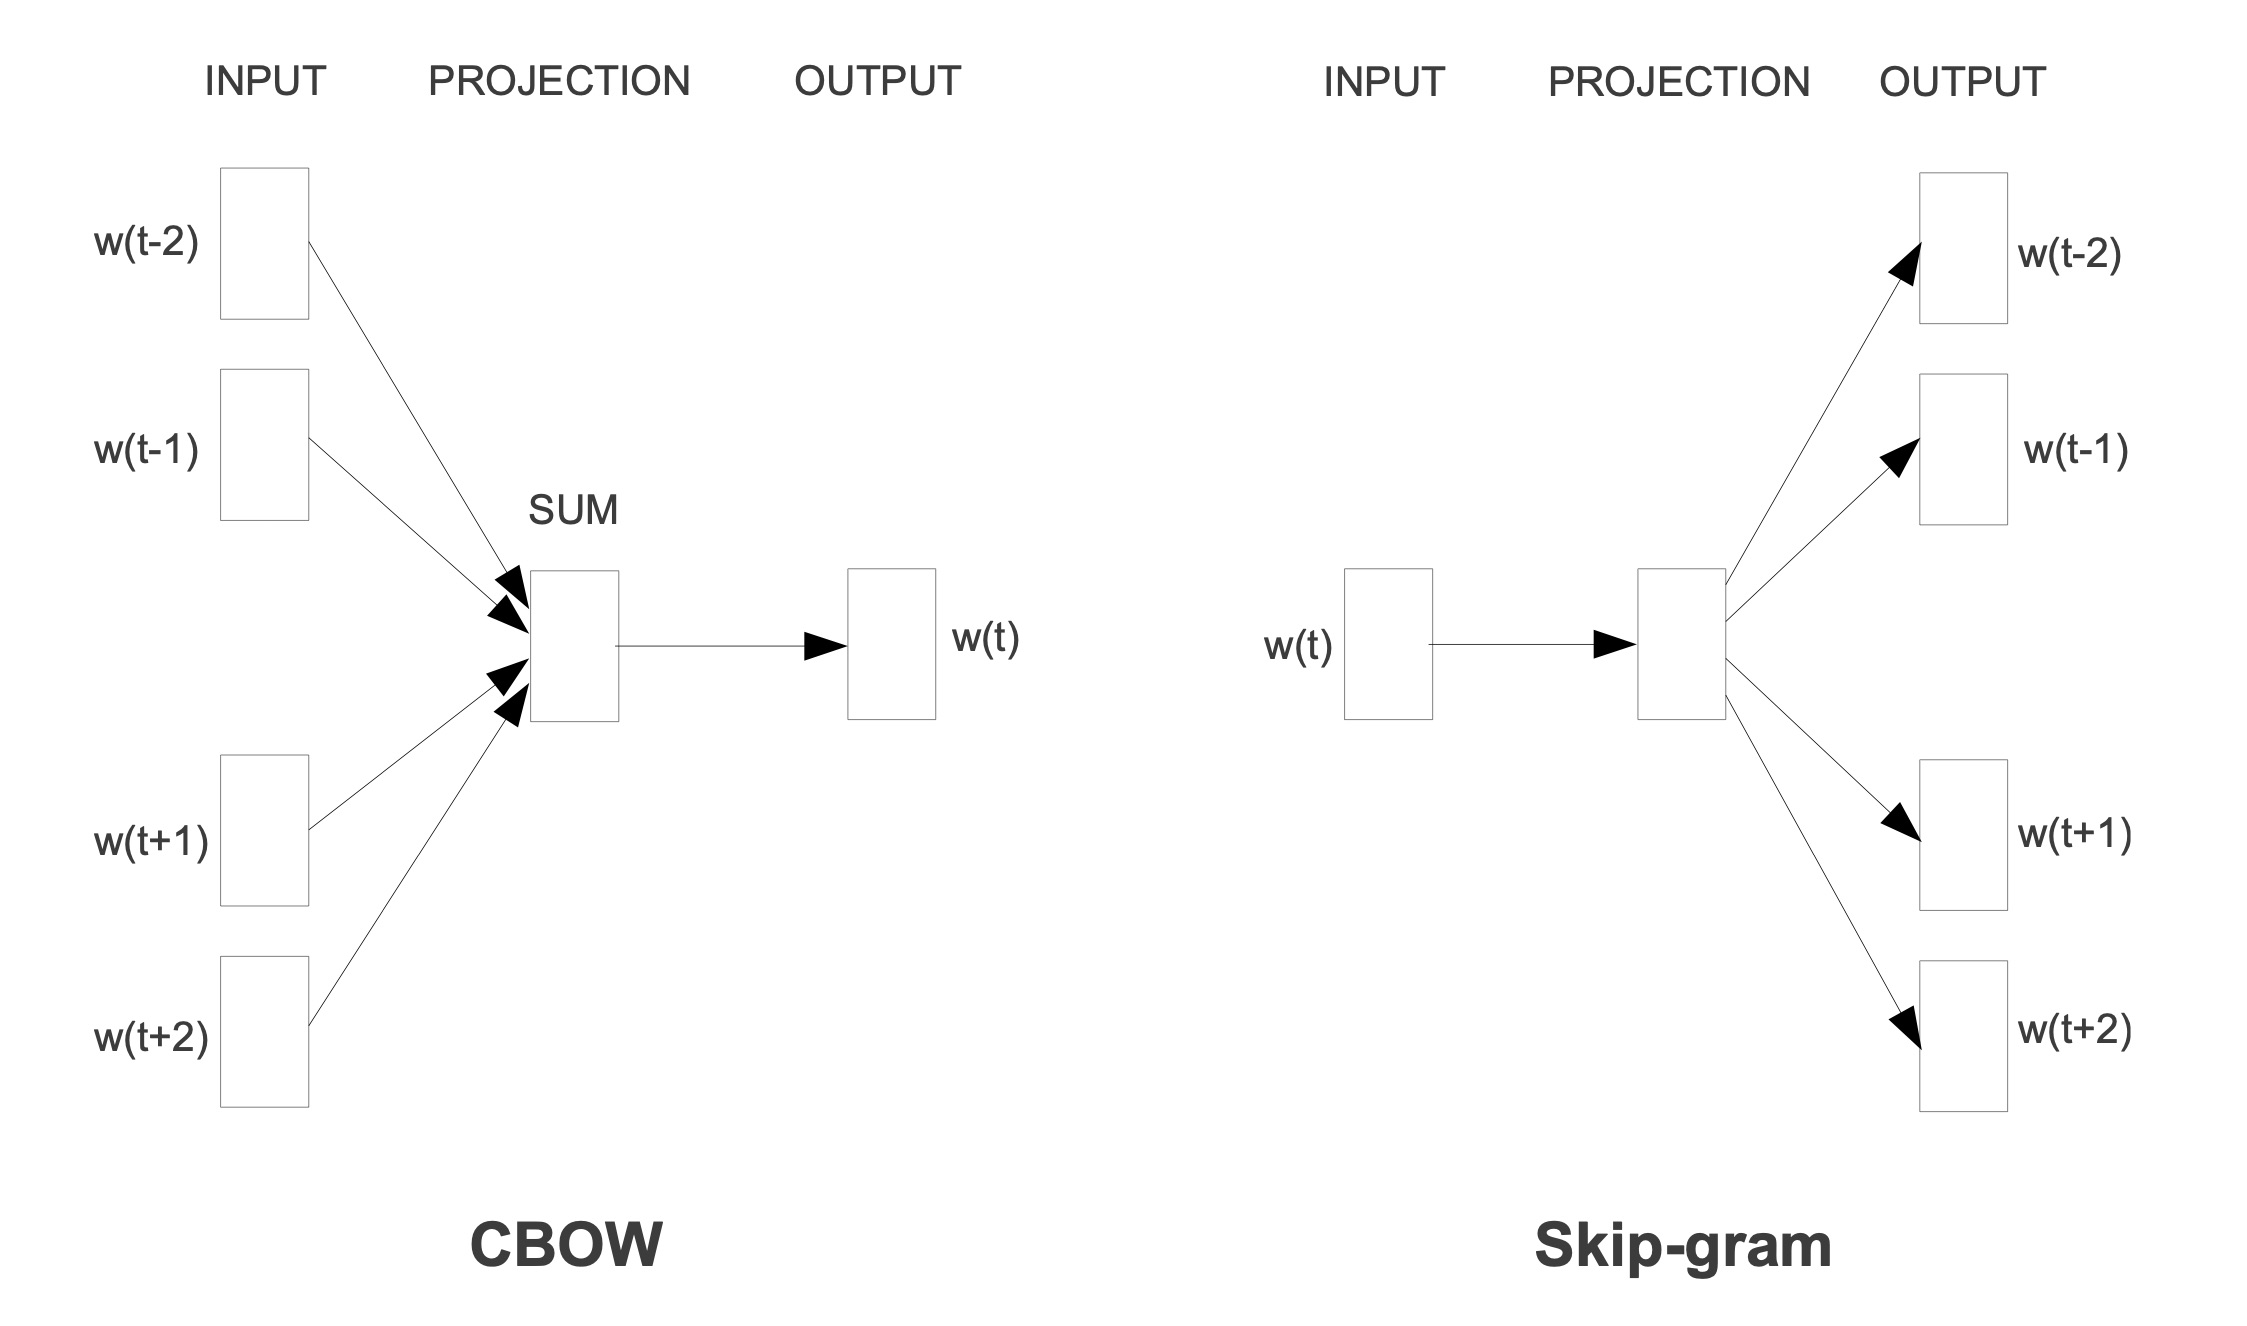 INPUT PROJECTION OUTPUT
w(t-2)
w(t-1)
SUM
w(t)
w(t+1)
w(t+2)
CBOW
INPUT PROJECTION OUTPUT
w(t-2)
w(t-1)
w(t)
w(t+1)
w(t+2)
Skip-gram